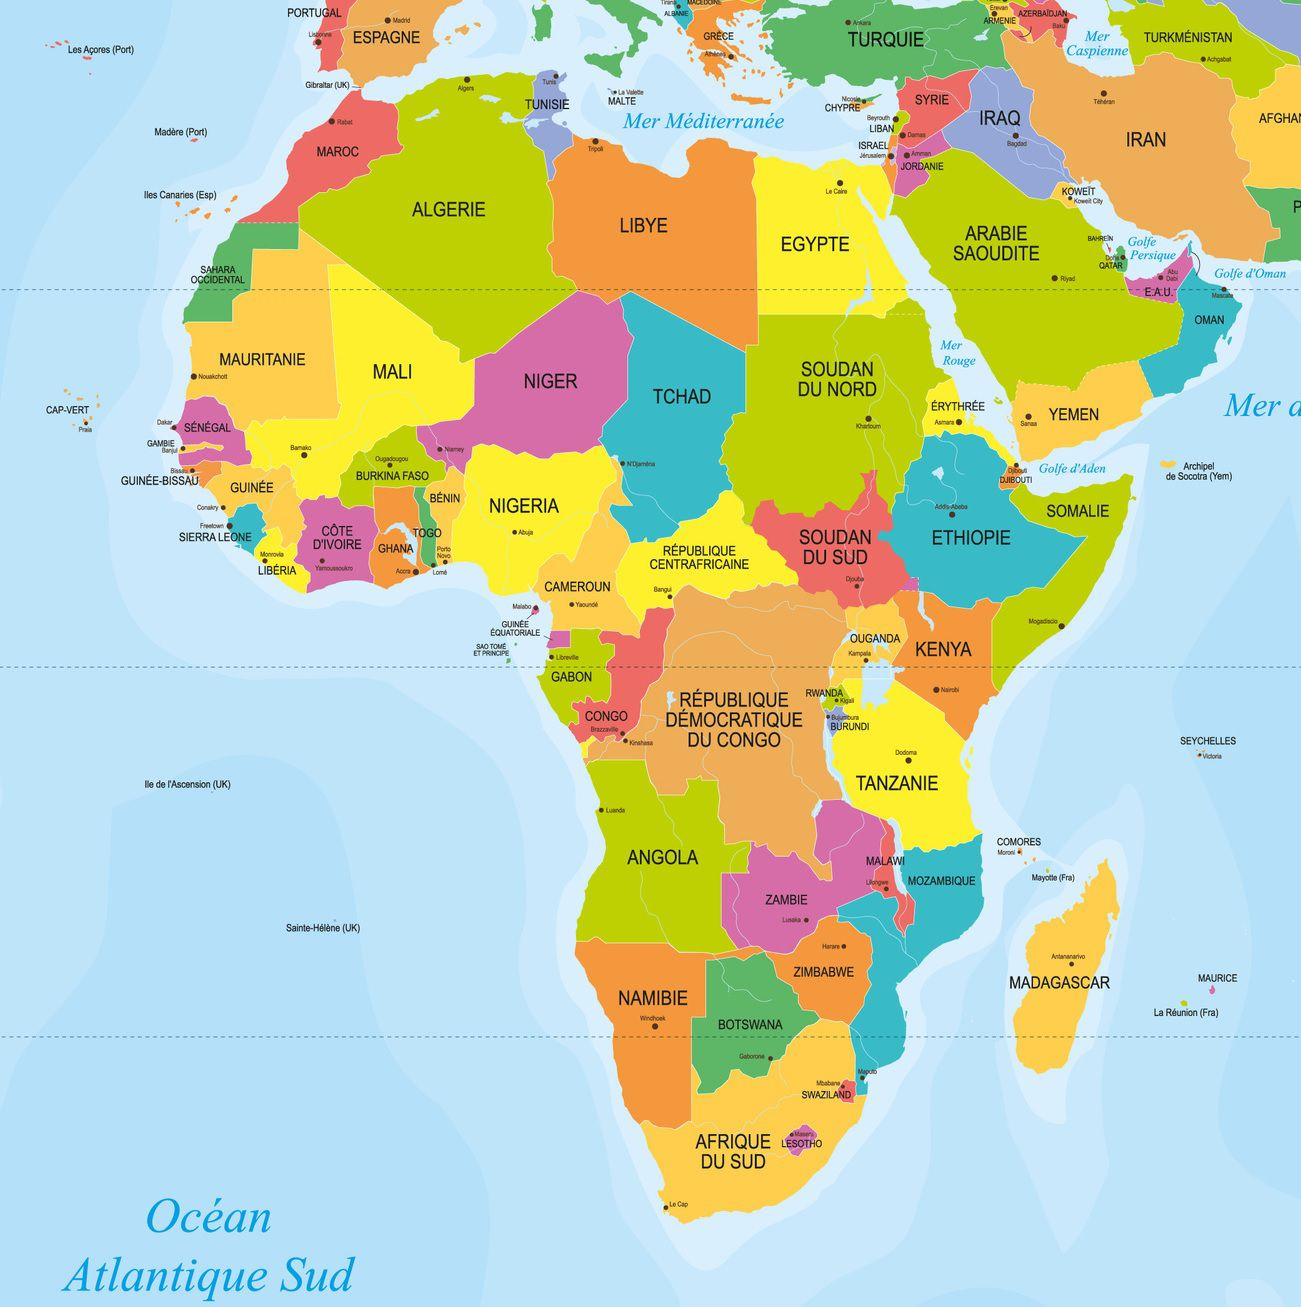 PORTUGAL
Lisbonne
Madrid
ESPAGNE
Les Açores (Port)
Gibraltar (UK)
Tirana
ALBANIE
MACÉDOINE
GRÈCE
Athènes
Ankara
TURQUIE
Erevan
ARMENIE
AZERBAÏDJAN
Baku
Mer
Caspienne
TURKMÉNISTAN
Achgabat
AFGHAN
Téhéran
IRAN
P
Alger
Tunis
TUNISIE
La Valette
MALTE
Mer Méditerranée
Nicosie
CHYPRE
SYRIE
Beyrouth
LIBAN
Damas
ISRAEL
Jérusalem
Amman
JORDANIE
IRAQ
Bagdad
KOWEÏT
Koweït City
Madère (Port)
Rabat
MAROC
Iles Canaries (Esp)
Tripoli
ALGERIE
LIBYE
Le Caire
EGYPTE
ARABIE
SAOUDITE
Riyad
BAHREÏN
Doha
QATAR
Golfe
Persique
Abu
Dabi
E.A.U.
Golfe d'Oman
Mascate
OMAN
SAHARA
OCCIDENTAL
MAURITANIE
Nouakchott
MALI
NIGER
TCHAD
SOUDAN
DU NORD
Khartoum
Mer
Rouge
ÉRYTHRÉE
Asmara
Sanaa
YEMEN
Mer d
CAP-VERT
Praia
Dakar
SÉNÉGAL
GAMBIE
Banjul
Bissau
GUINÉE-BISSAU
GUINÉE
Conakry
Freetown
SIERRA LEONE
Monrovia
LIBÉRIA
Bamako
Ouagadougou
BURKINA FASO
Niamey
CÔTE
D'IVOIRE
Yamoussoukro
GHANA
Accra
TOGO
Lomé
BÉNIN
Porto
Novo
NIGERIA
Abuja
N'Djaména
Djibouti
DJIBOUTI
Golfe d'Aden
Archipel
de Socotra (Yem)
Addis-Abeba
ETHIOPIE
SOMALIE
Mogadiscio
CAMEROUN
Yaoundé
RÉPUBLIQUE
CENTRAFRICAINE
Bangui
SOUDAN
DU SUD
Djouba
Malabo
GUINÉE
ÉQUATORIALE
SAO TOMÉ
ET PRINCIPE
Libreville
GABON
CONGO
Brazzaville
Kinshasa
RÉPUBLIQUE
DÉMOCRATIQUE
DU CONGO
OUGANDA
Kampala
KENYA
Nairobi
RWANDA
Kigali
Bujumbura
BURUNDI
Dodoma
TANZANIE
SEYCHELLES
Victoria
Ile de l'Ascension (UK)
Luanda
ANGOLA
ZAMBIE
Lusaka
MALAWI
Lilongwe
MOZAMBIQUE
COMORES
Moroni
Mayotte (Fra)
Sainte-Hélène (UK)
Harare
ZIMBABWE
Antananarivo
MADAGASCAR
MAURICE
La Réunion (Fra)
NAMIBIE
Windhoek
BOTSWANA
Gaborone
Maputo
Mbabane
SWAZILAND
AFRIQUE
DU SUD
Maseru
LESOTHO
Le Cap
Océan
Atlantique Sud